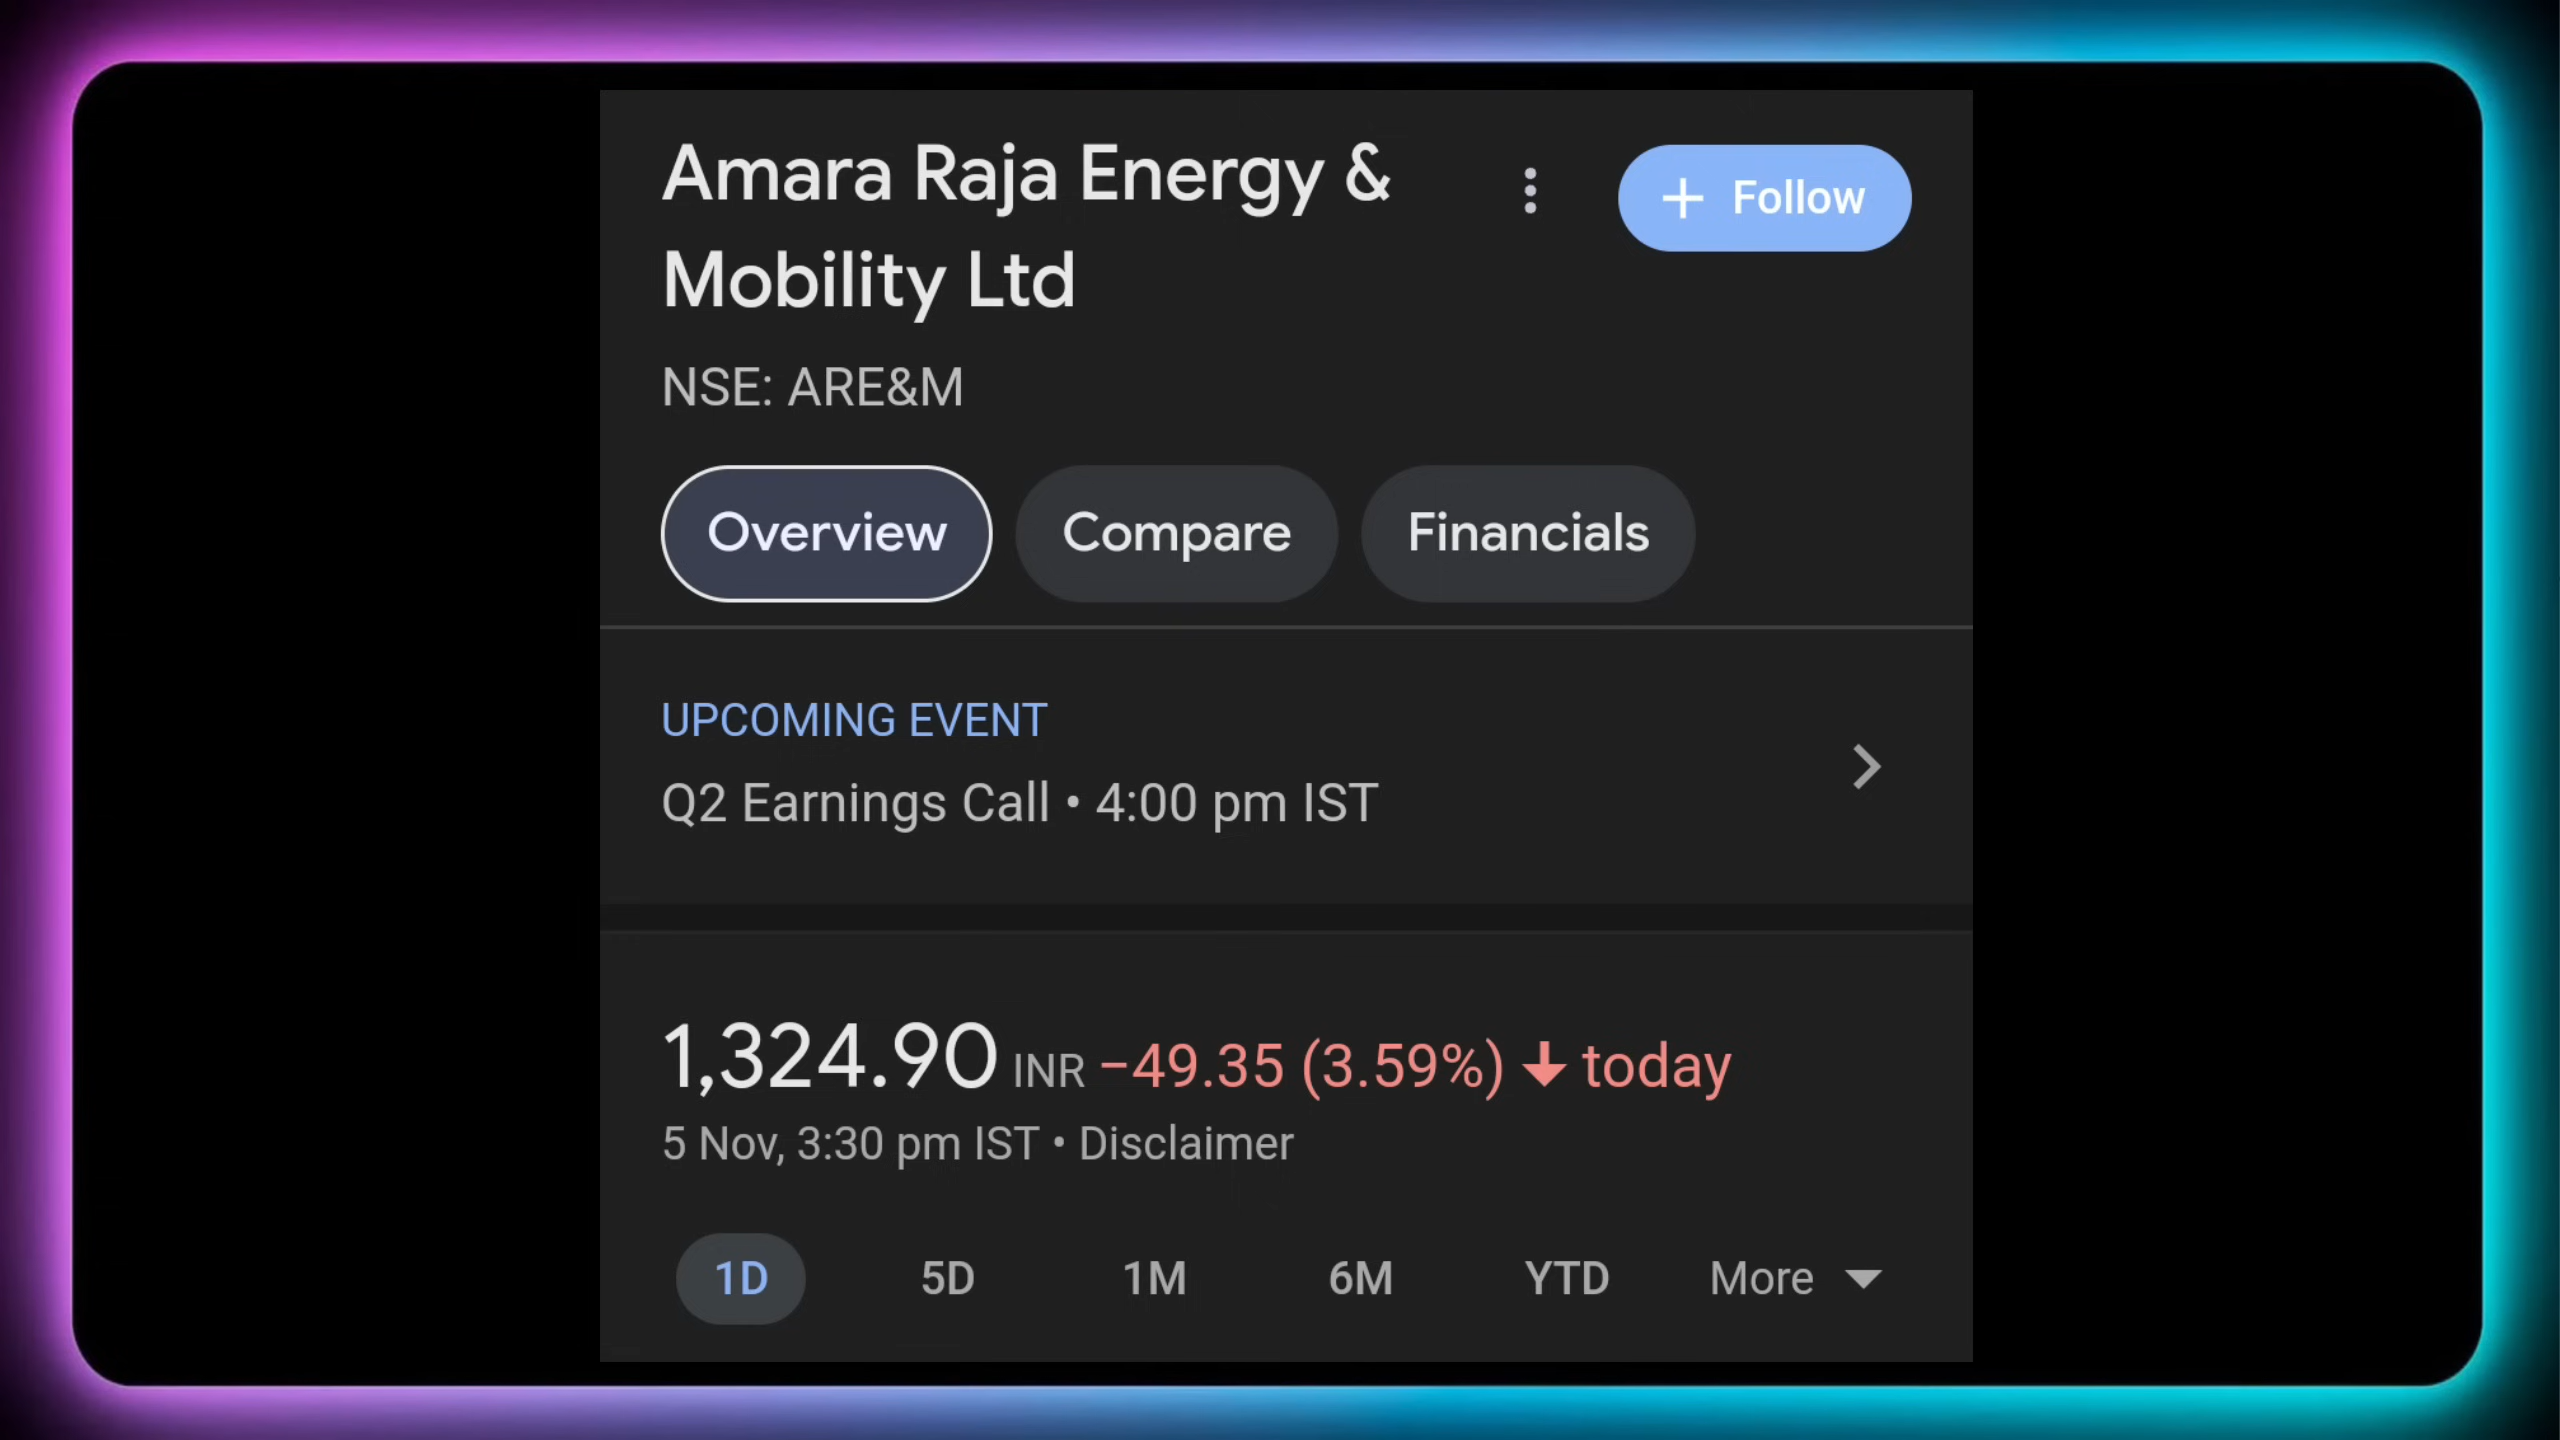 Amara Raja Energy &
Mobility Ltd
+ Follow
NSE: ARE&M
Overview Compare Financials
UPCOMING EVENT
Q2 Earnings Call • 4:00 pm IST
1,324.90 INR −49.35 (3.59%) ↓ today
5 Nov, 3:30 pm IST • Disclaimer
1D 5D 1M 6M YTD More